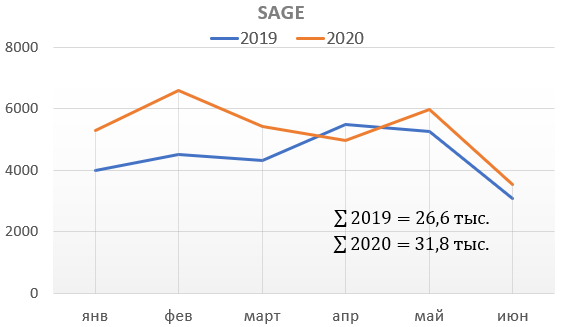 SAGE
2019 2020
8000
6000
4000
2000
0
∑ 2019 = 26,6 тыс.
∑ 2020 = 31,8 тыс.
янв фев март апр май июн